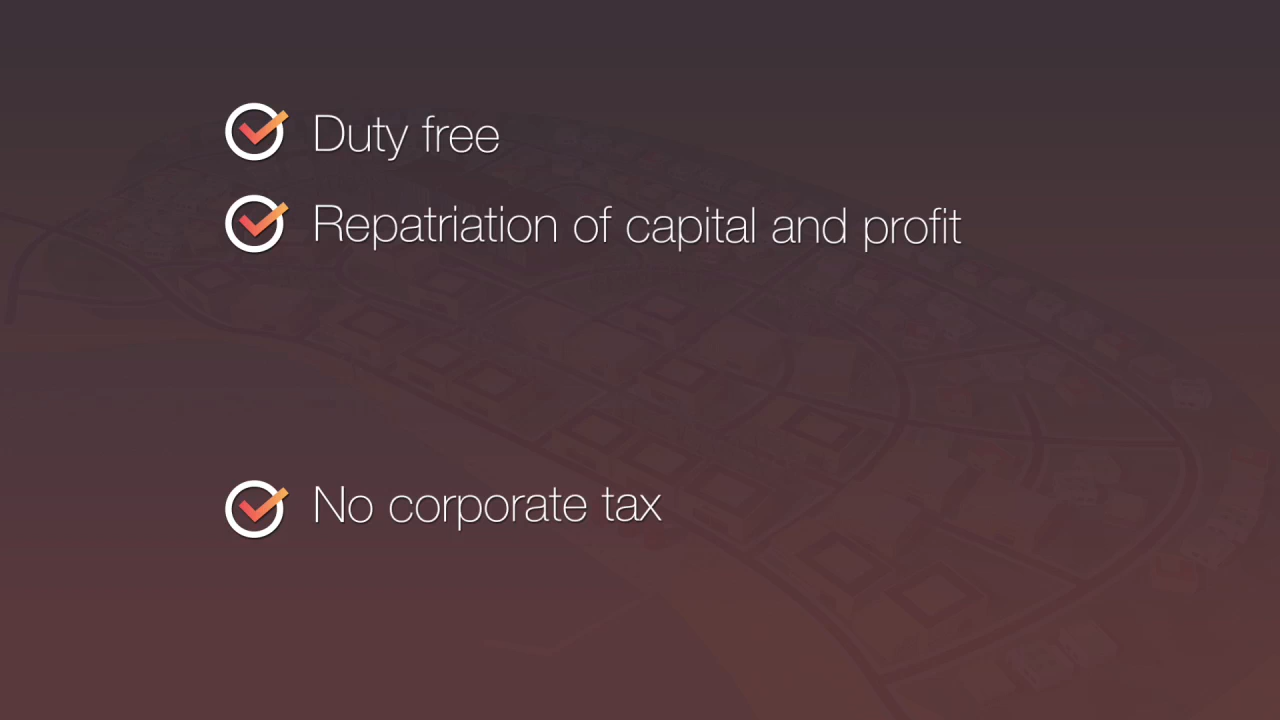 Duty free
Repatriation of capital and profit
No corporate tax